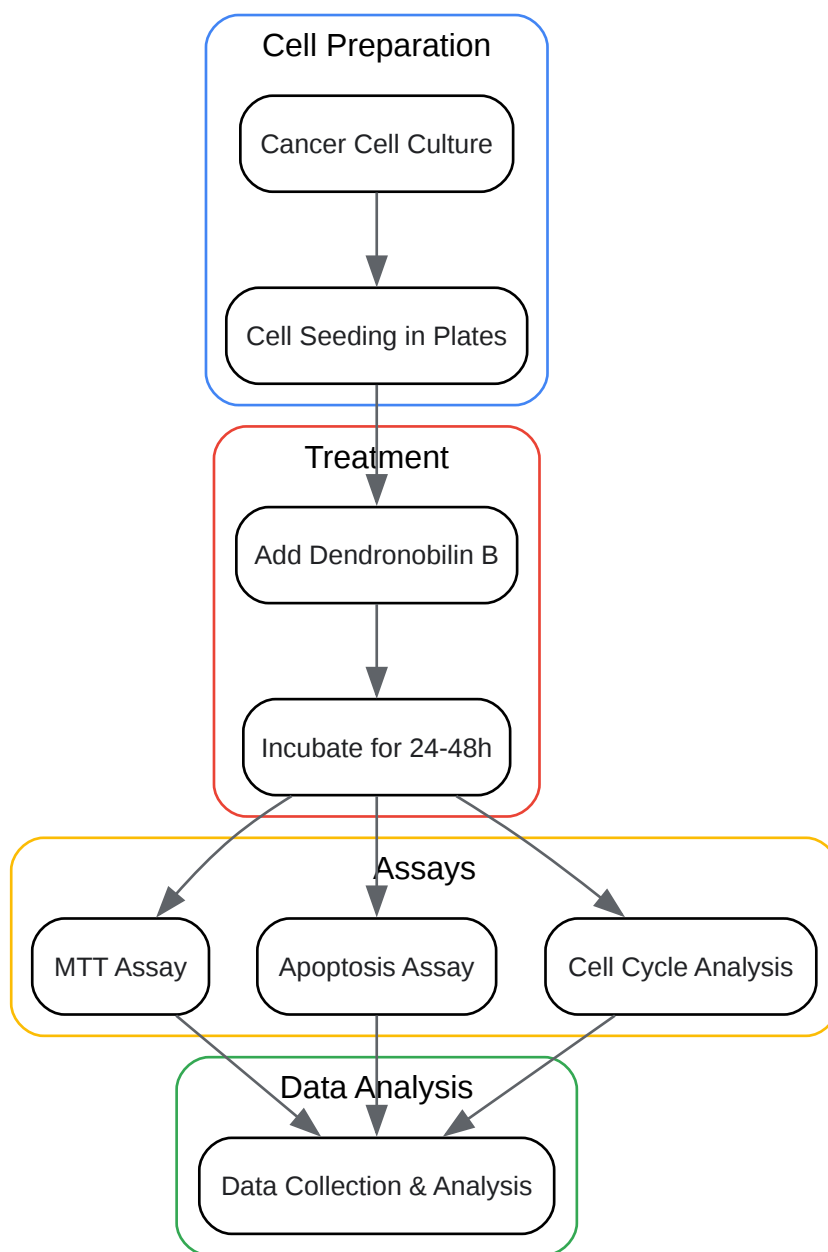 Cell Preparation
Cancer Cell Culture
Cell Seeding in Plates
Treatment
Add Dendronobilin B
Incubate for 24-48h
Assays
MTT Assay
Apoptosis Assay
Cell Cycle Analysis
Data Analysis
Data Collection & Analysis